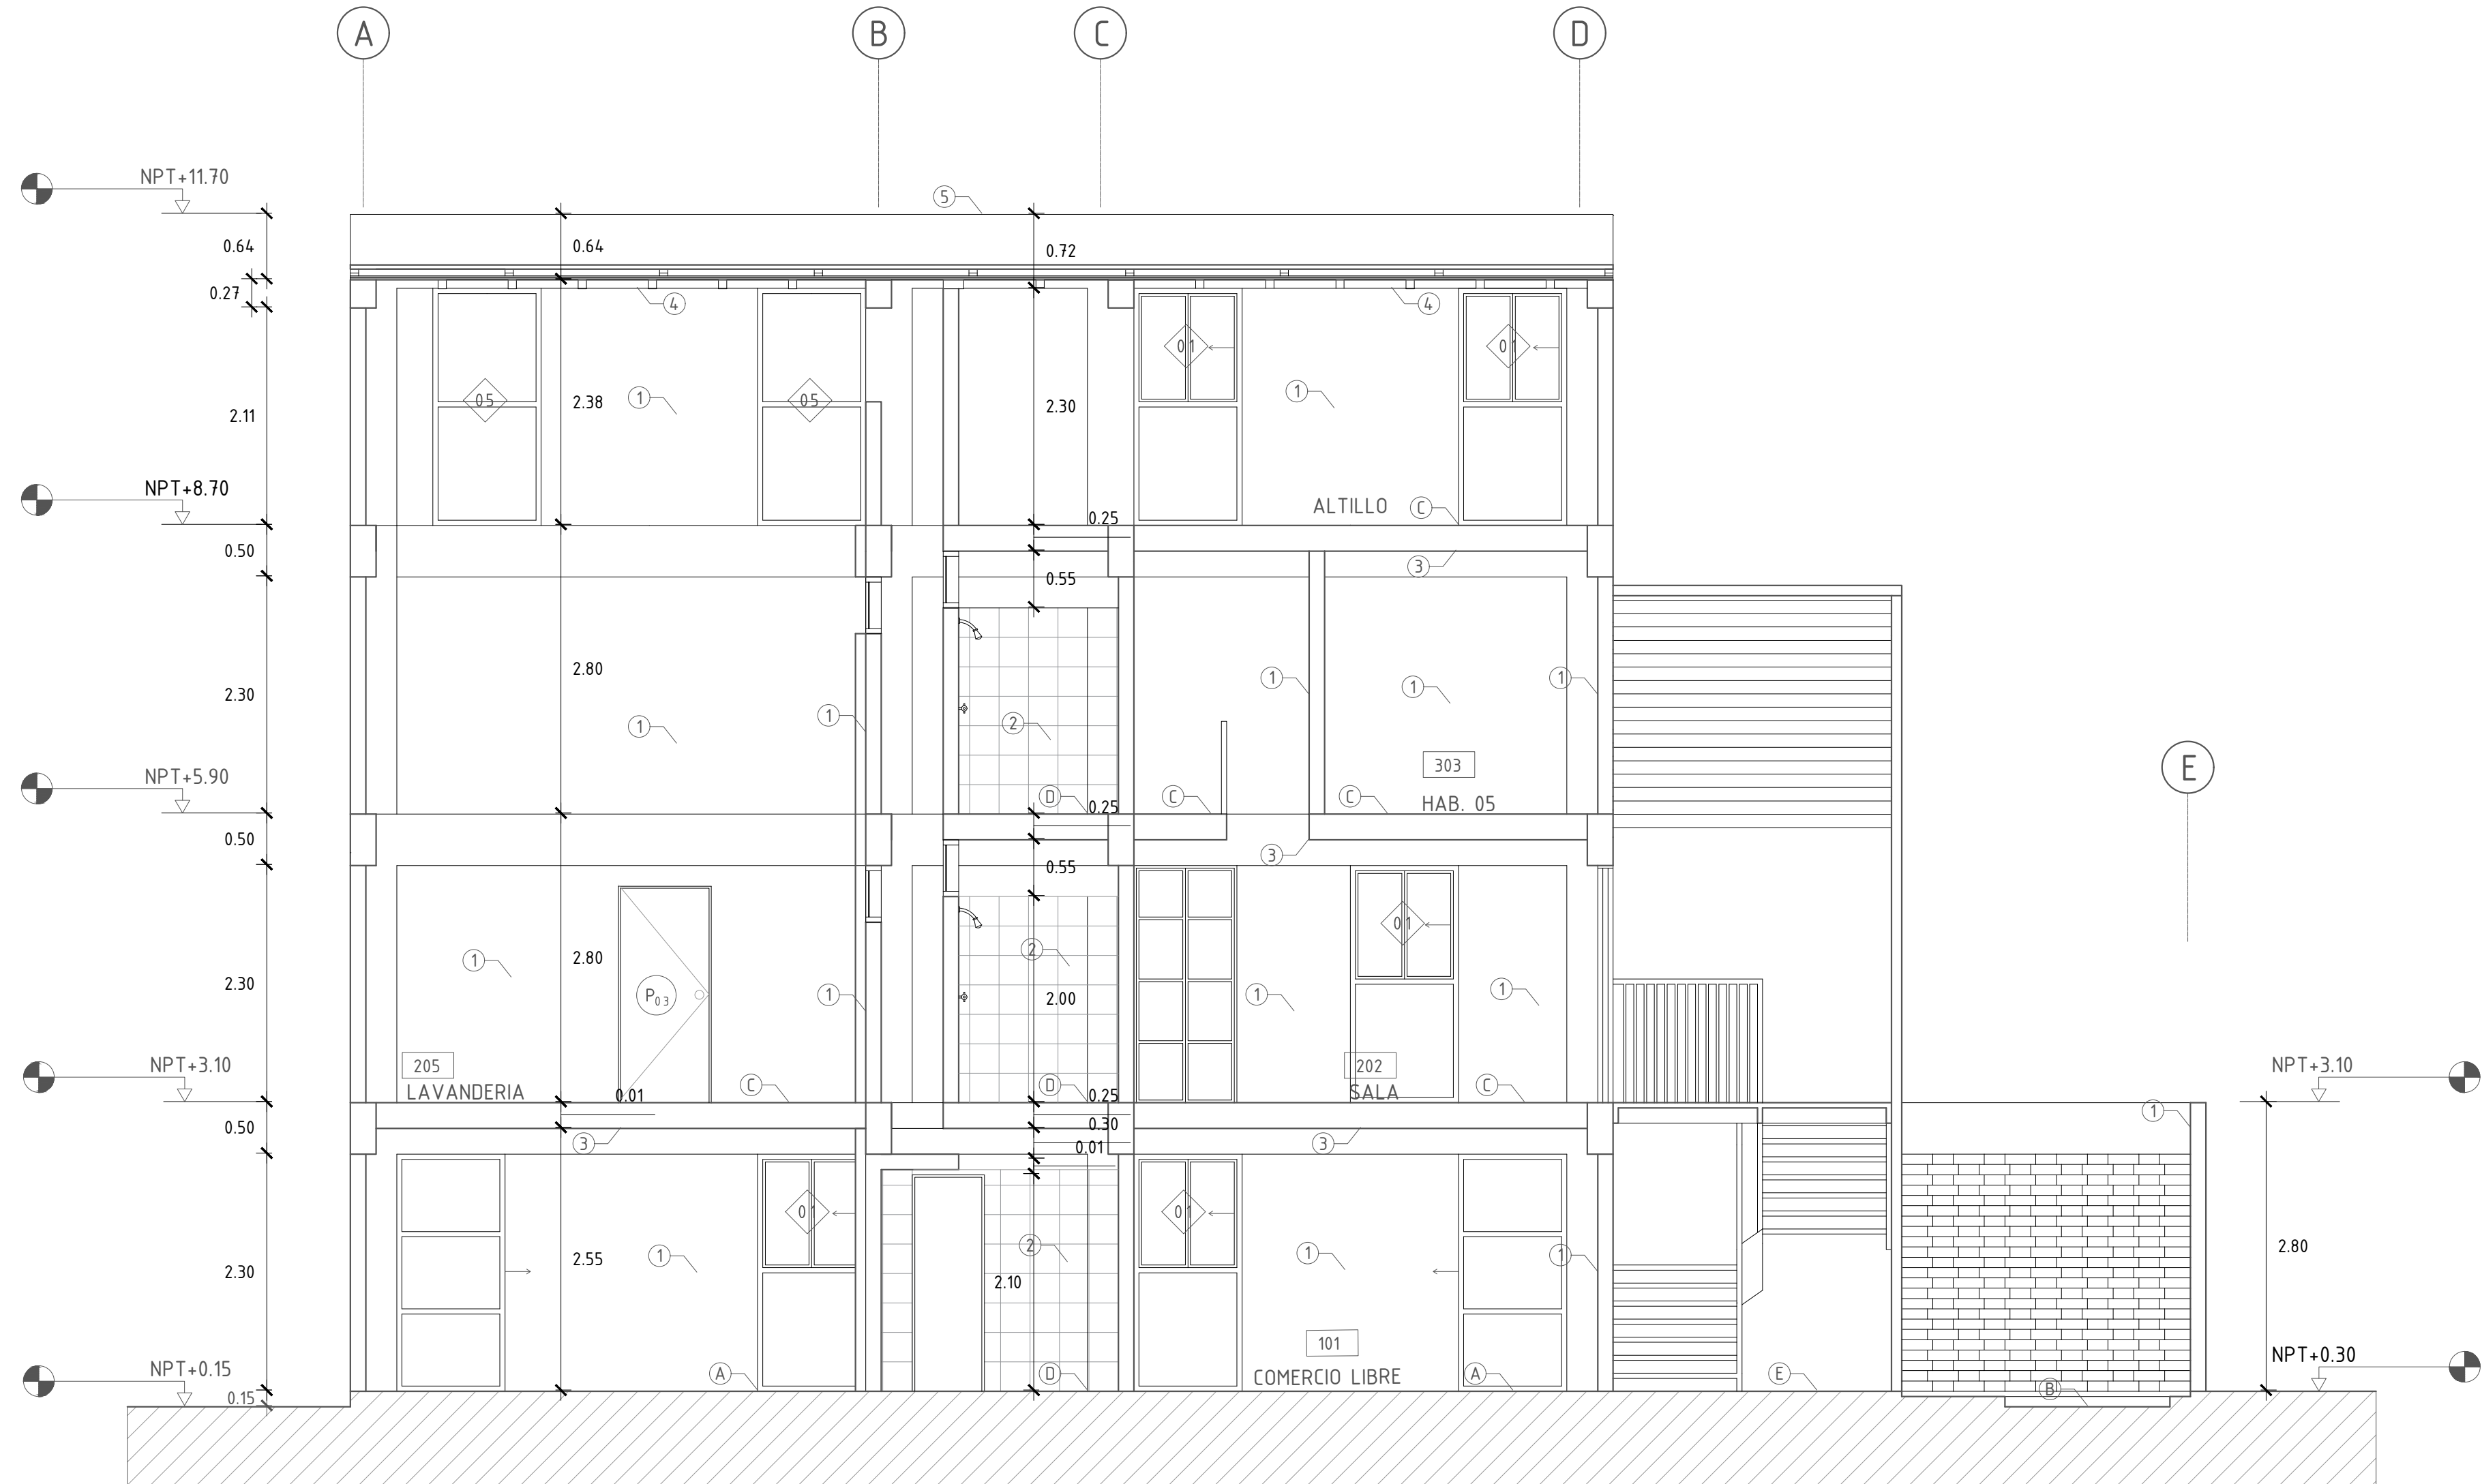 A
B
C
D
NPT+11.70
5
0.64
0.64
0.72
0.27
4
4
01
01
05
05
2.11
2.38
1
2.30
1
NPT+8.70
ALTILLO
C
0.25
0.50
3
0.55
2.30
2.80
1
1
2
1
1
1
303
HAB. 05
E
NPT+5.90
D
0.25
C
C
0.50
3
0.55
01
2.30
1
2.80
P03
1
2
2.00
1
1
NPT+3.10
205
LAVANDERIA
0.01
C
D
0.25
202
SALA
C
1
NPT+3.10
0.50
3
0.30
0.01
3
01
01
2.30
2.55
1
2
2.10
1
1
2.80
101
COMERCIO LIBRE
NPT+0.15
0.15
A
D
A
E
B
NPT+0.30